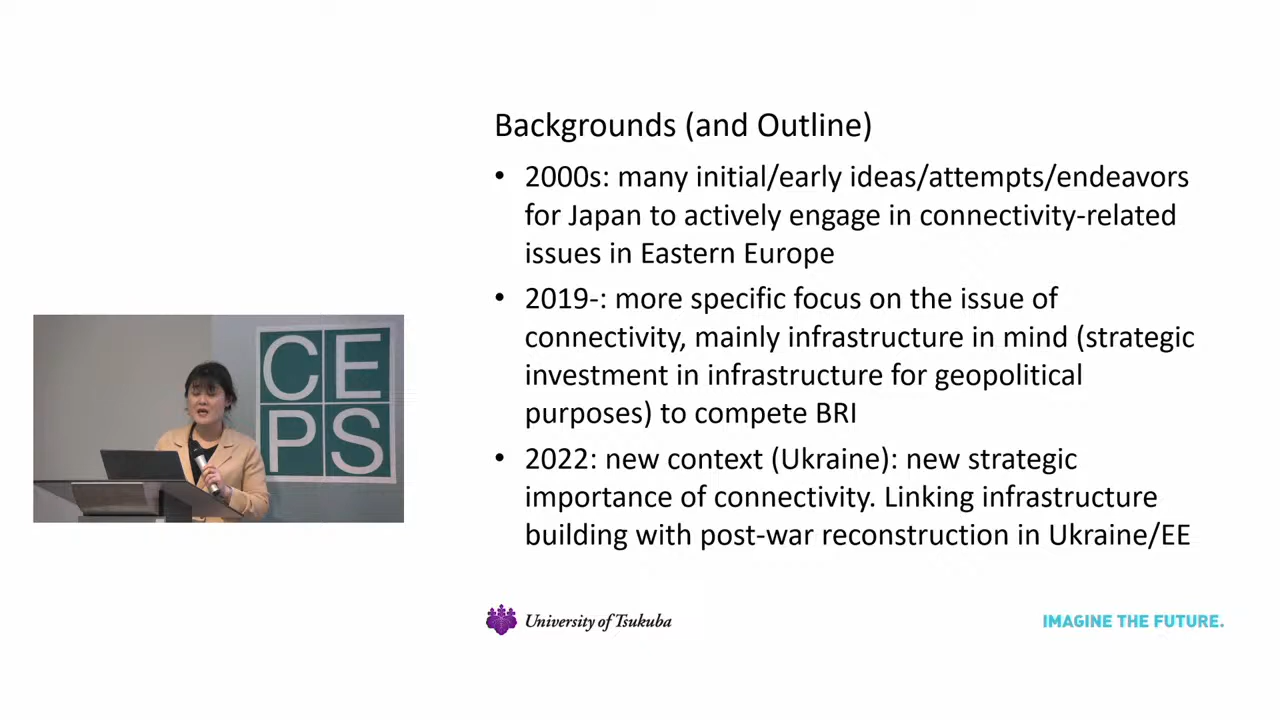 Backgrounds (and Outline)
• 2000s: many initial/early ideas/attempts/endeavors
for Japan to actively engage in connectivity-related
issues in Eastern Europe
• 2019-: more specific focus on the issue of
connectivity, mainly infrastructure in mind (strategic
investment in infrastructure for geopolitical
purposes) to compete BRI
• 2022: new context (Ukraine): new strategic
importance of connectivity. Linking infrastructure
building with post-war reconstruction in Ukraine/EE
CE
PS
University of Tsukuba
IMAGINE THE FUTURE.